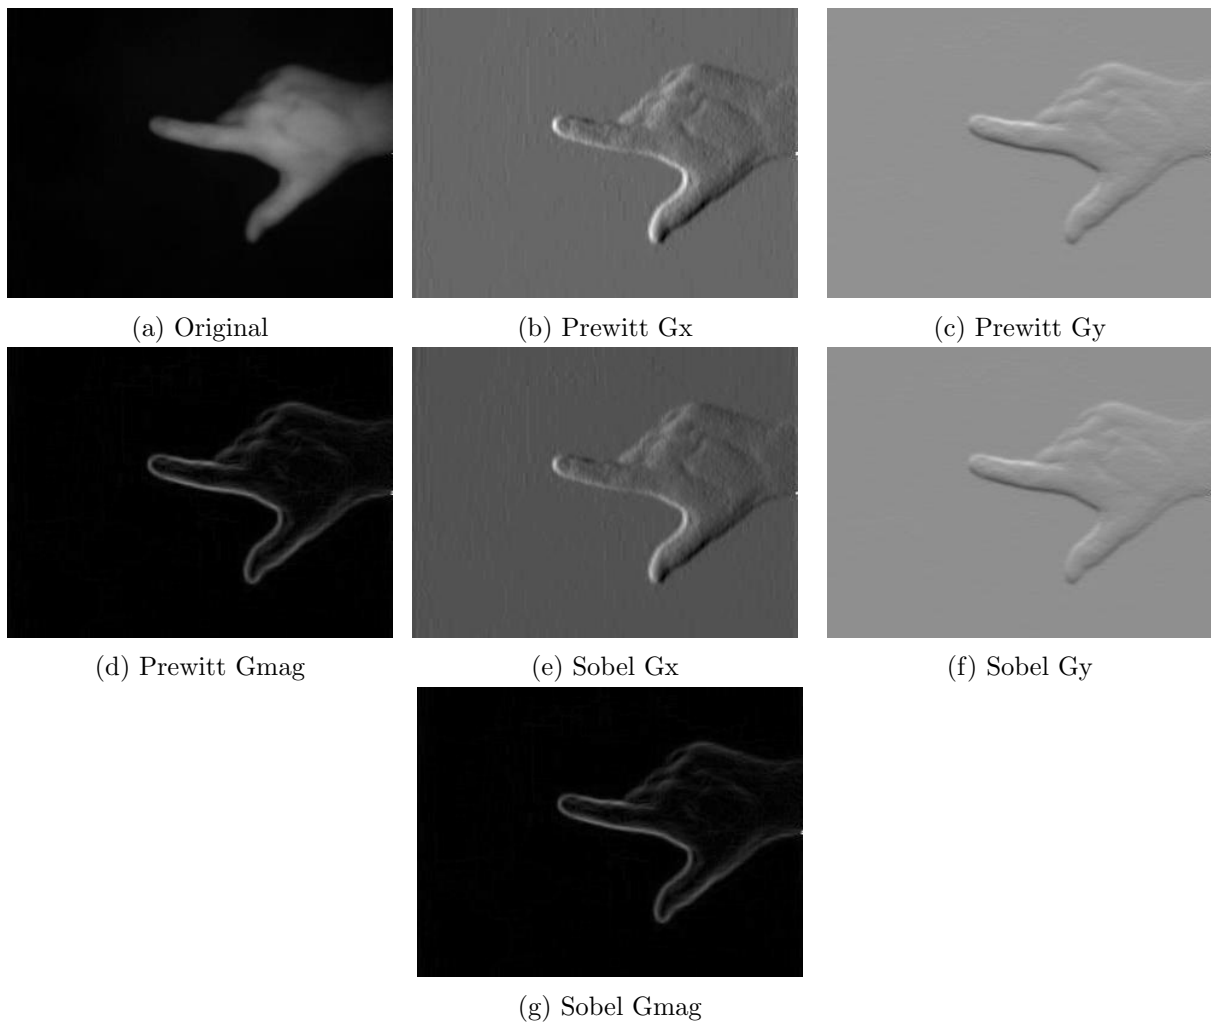 (a) Original
(b) Prewitt Gx
(c) Prewitt Gy
(d) Prewitt Gmag
(e) Sobel Gx
(f) Sobel Gy
(g) Sobel Gmag